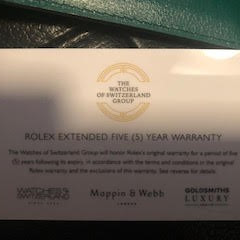 THE
WATCHES
OF SWITZERLAND
GROUP
ROLEX EXTENDED FIVE (5) YEAR WARRANTY
The Watches of Switzerland Group will honor Rolex's original warranty for a period of five
(5) years following its expiry, in accordance with the terms and conditions in the original
Rolex warranty and the exclusions of this warranty. See reverse for details.
WATCHES OF SWITZERLAND
Mappin & Webb
GOLDSMITHS
LONDON
LUXURY